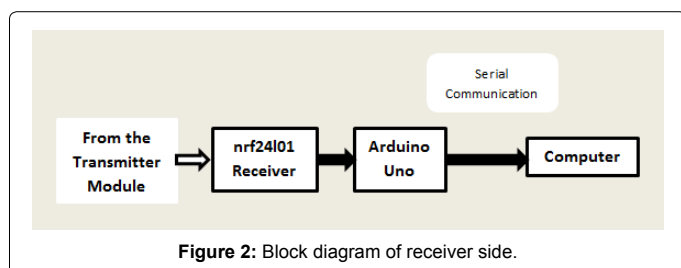 Serial
Communication
From the
Transmitter
Module
nrf24l01
Receiver
Arduino
Uno
Computer
Figure 2: Block diagram of receiver side.